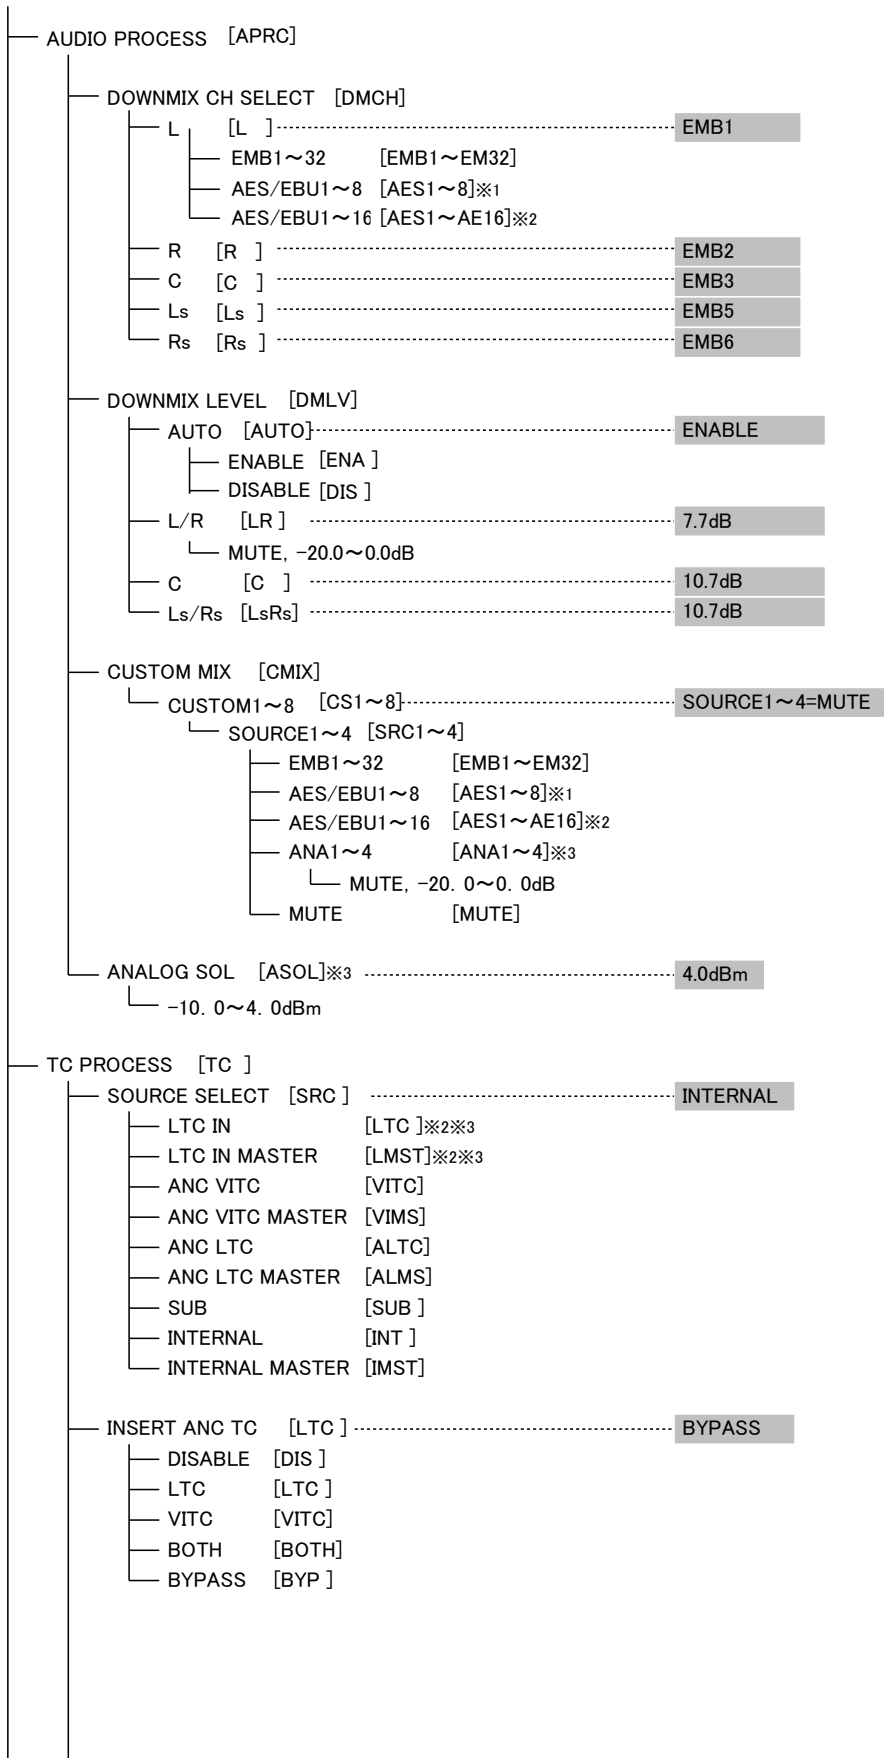 AUDIO PROCESS [APRC]
DOWNMIX CH SELECT [DMCH]
L [L ] EMB1
EMB1～32 [EMB1～EM32]
AES/EBU1～8 [AES1～8]※1
AES/EBU1～16 [AES1～AE16]※2
R [R ] EMB2
C [C ] EMB3
Ls [Ls ] EMB5
Rs [Rs ] EMB6
DOWNMIX LEVEL [DMLV]
AUTO [AUTO] ENABLE
ENABLE [ENA ]
DISABLE [DIS ]
L/R [LR ] 7.7dB
MUTE, -20.0～0.0dB
C [C ] 10.7dB
Ls/Rs [LsRs] 10.7dB
CUSTOM MIX [CMIX]
CUSTOM1～8 [CS1～8] SOURCE1～4=MUTE
SOURCE1～4 [SRC1～4]
EMB1～32 [EMB1～EM32]
AES/EBU1～8 [AES1～8]※1
AES/EBU1～16 [AES1～AE16]※2
ANA1～4 [ANA1～4]※3
MUTE, -20. 0～0. 0dB
MUTE [MUTE]
ANALOG SOL [ASOL]※3 4.0dBm
-10. 0～4. 0dBm
TC PROCESS [TC ]
SOURCE SELECT [SRC ] INTERNAL
LTC IN [LTC ]※2※3
LTC IN MASTER [LMST]※2※3
ANC VITC [VITC]
ANC VITC MASTER [VIMS]
ANC LTC [ALTC]
ANC LTC MASTER [ALMS]
SUB [SUB ]
INTERNAL [INT ]
INTERNAL MASTER [IMST]
INSERT ANC TC [LTC ] BYPASS
DISABLE [DIS ]
LTC [LTC ]
VITC [VITC]
BOTH [BOTH]
BYPASS [BYP ]